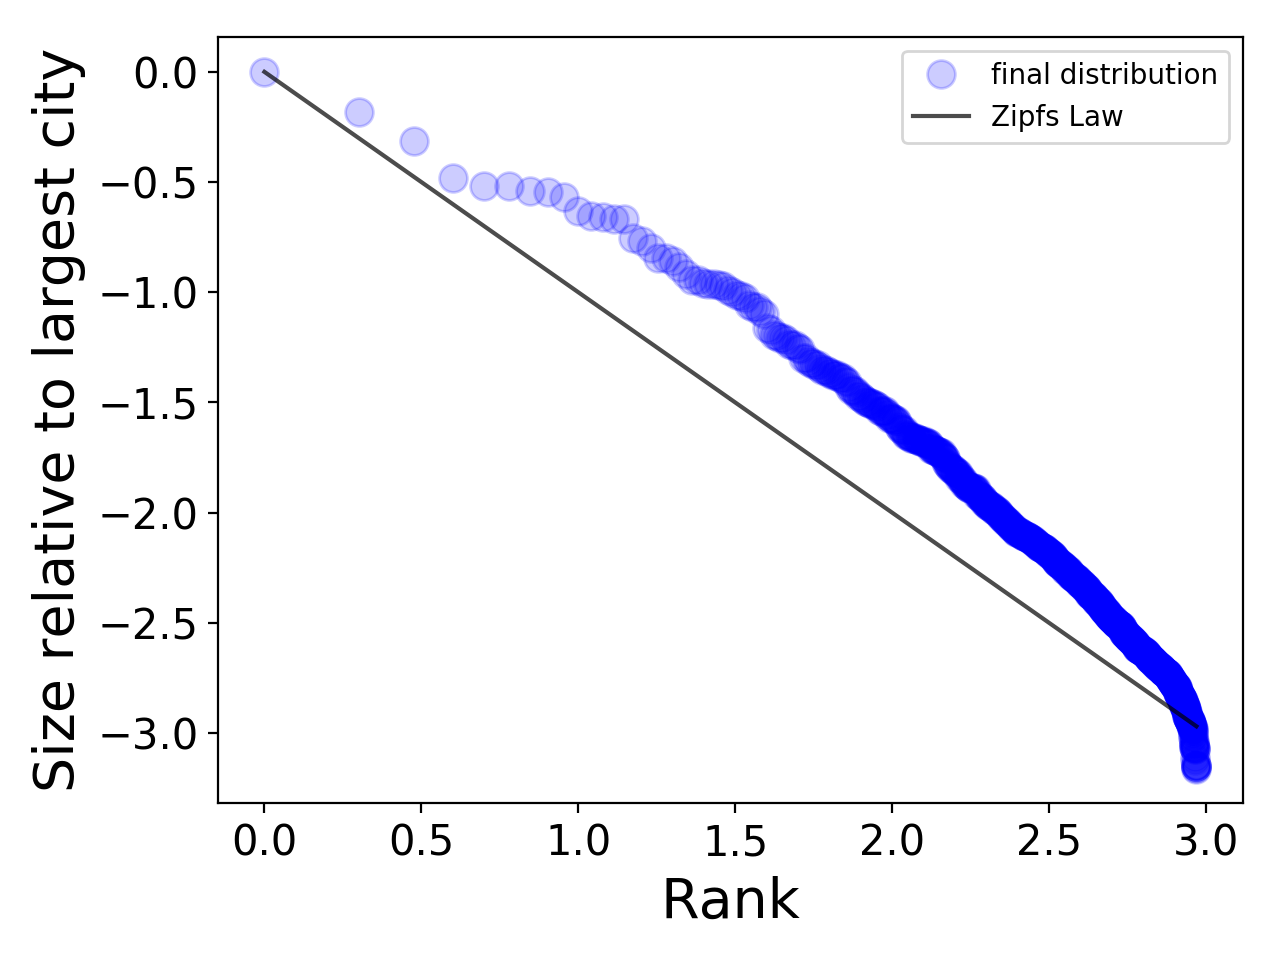 final distribution
Zipfs Law
0.0
−0.5
−1.0
−1.5
−2.0
−2.5
−3.0
Size relative to largest city
0.0 0.5 1.0 1.5 2.0 2.5 3.0
Rank